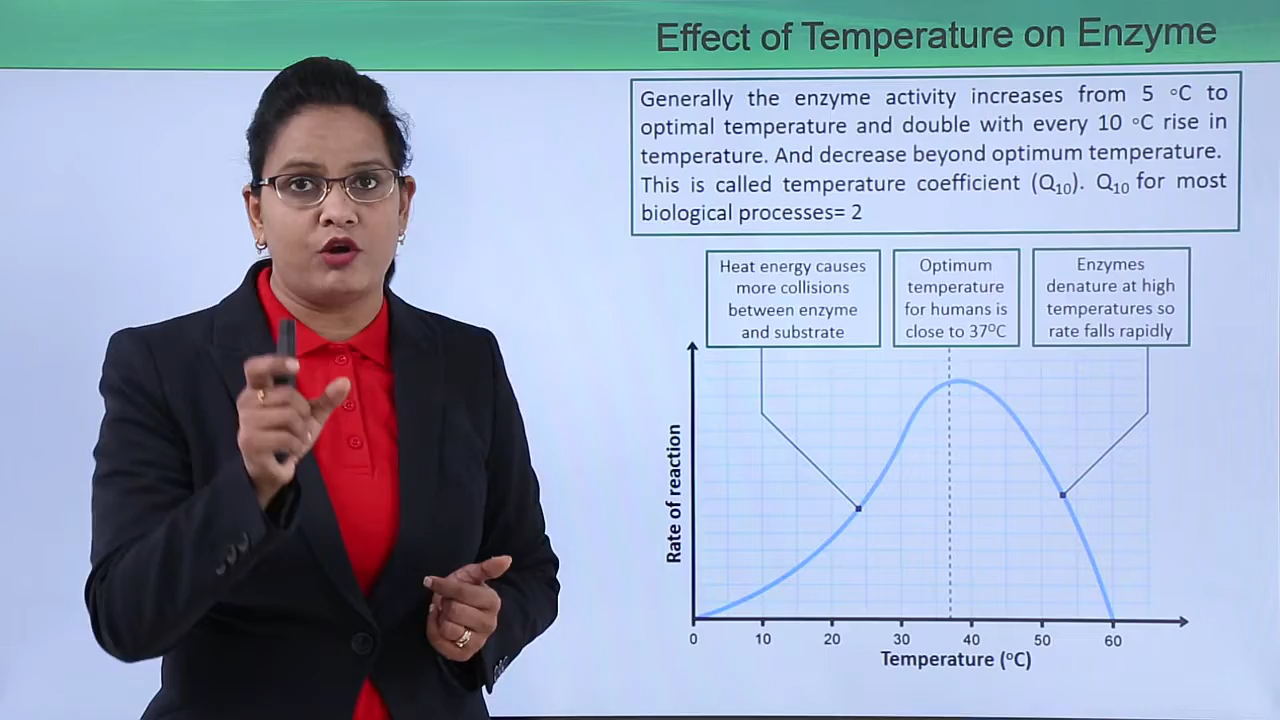 Effect of Temperature on Enzyme
Generally the enzyme activity increases from 5 °C to
optimal temperature and double with every 10 °C rise in
temperature. And decrease beyond optimum temperature.
This is called temperature coefficient (Q10). Q10 for most
biological processes= 2
Heat energy causes
more collisions
between enzyme
and substrate
Optimum
temperature
for humans is
close to 37°C
Enzymes
denature at high
temperatures so
rate falls rapidly
Rate of reaction
0 10 20 30 40 50 60
Temperature (°C)